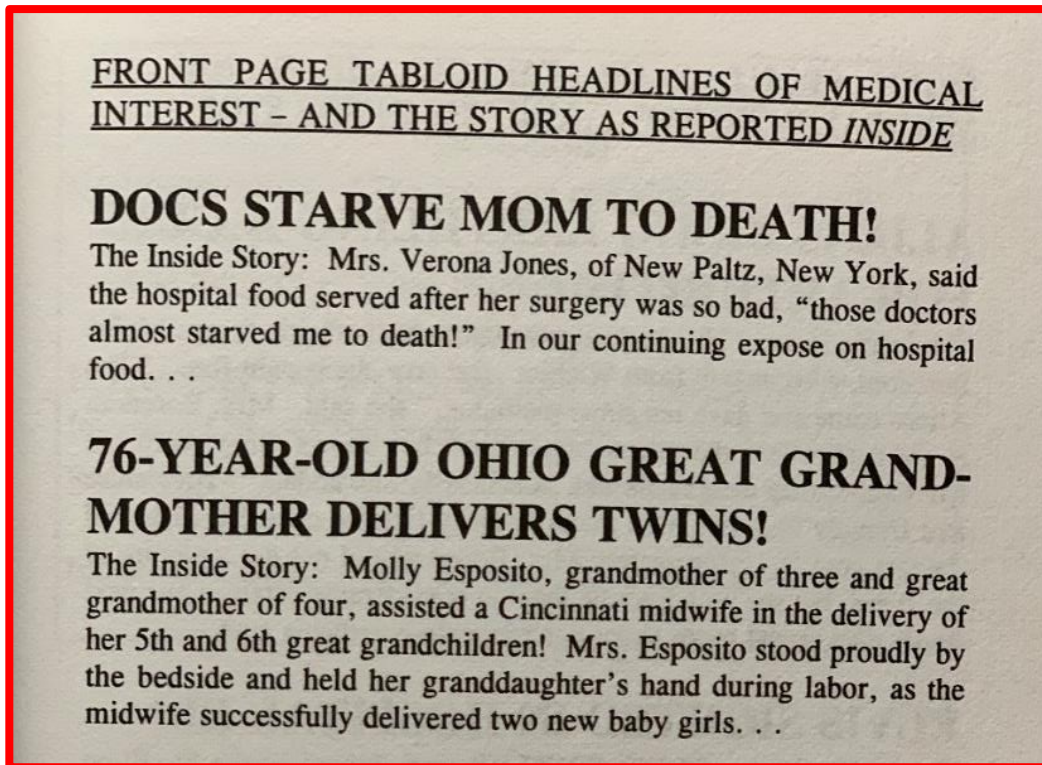 FRONT PAGE TABLOID HEADLINES OF MEDICAL
INTEREST – AND THE STORY AS REPORTED INSIDE
DOCS STARVE MOM TO DEATH!
The Inside Story: Mrs. Verona Jones, of New Paltz, New York, said
the hospital food served after her surgery was so bad, “those doctors
almost starved me to death!” In our continuing expose on hospital
food. . .
76-YEAR-OLD OHIO GREAT GRAND-
MOTHER DELIVERS TWINS!
The Inside Story: Molly Esposito, grandmother of three and great
grandmother of four, assisted a Cincinnati midwife in the delivery of
her 5th and 6th great grandchildren! Mrs. Esposito stood proudly by
the bedside and held her granddaughter’s hand during labor, as the
midwife successfully delivered two new baby girls. . .